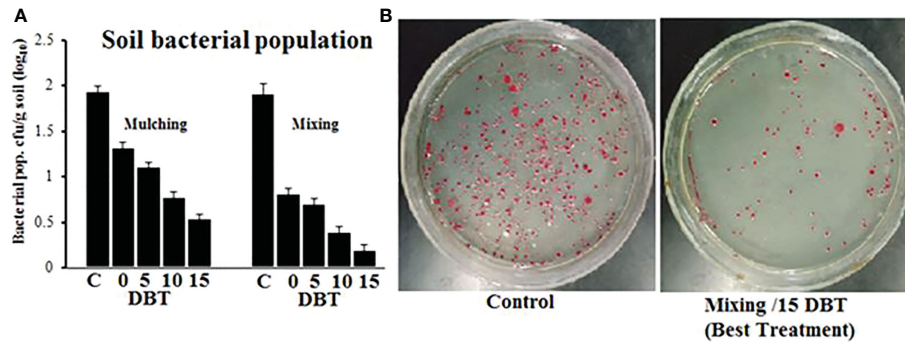 A
Soil bacterial population
Bacterial pop. cfu/g soil (log10)
2.5
2
1.5
1
0.5
0
Mulching
Mixing
C 0 5 10 15
DBT
C 0 5 10 15
DBT
B
Control
Mixing /15 DBT
(Best Treatment)